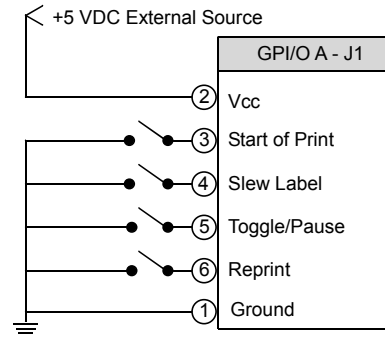 +5 VDC External Source
GPI/O A - J1
2 Vcc
3 Start of Print
4 Slew Label
5 Toggle/Pause
6 Reprint
1 Ground